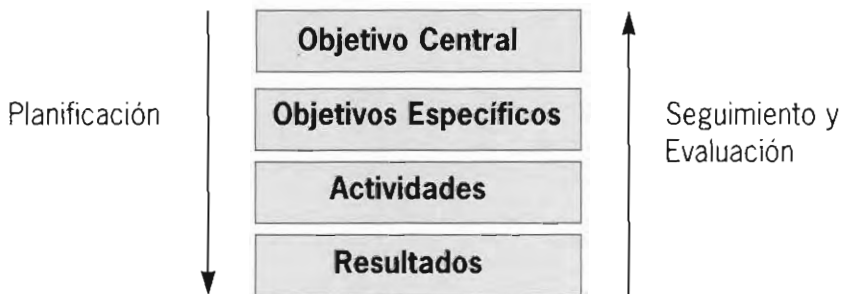 Objetivo Central
Planificación
Objetivos Específicos
Seguimiento y
Evaluación
Actividades
Resultados